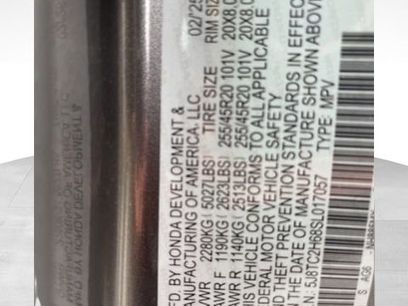 MFD. BY HONDA DEVELOPMENT &
MANUFACTURING OF AMERICA, LLC 02/25
TIRE SIZE RIM SIZE
GVWR 2280KG (5027LBS)
GAWR F 1190KG (2623LBS) 255/45R20 101V 20X8.0
GAWR R 1140KG (2513LBS) 255/45R20 101V 20X8.0
THIS VEHICLE CONFORMS TO ALL APPLICABLE
FEDERAL MOTOR VEHICLE SAFETY
AND THEFT PREVENTION STANDARDS IN EFFECT
THE DATE OF MANUFACTURE SHOWN ABOVE
: 5J8TC2H68SL017057 TYPE: MPV